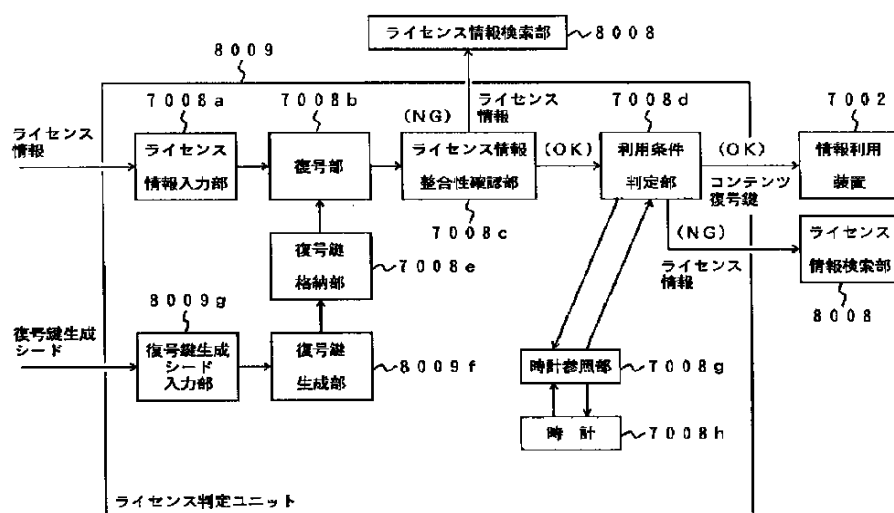 ライセンス情報検索部
8008
8009
7008a
7008b
(NG)
ライセンス
情報
7008d
7002
ライセンス
情報
ライセンス
情報入力部
復号部
ライセンス情報
整合性確認部
(OK)
利用条件
判定部
(OK)
コンテンツ
復号鍵
情報利用
装置
7008c
(NG)
ライセンス
情報
ライセンス
情報検索部
8008
復号鍵
格納部
7008e
8009g
復号鍵生成
シード
復号鍵生成
シード
入力部
復号鍵
生成部
8009f
時計参照部
7008g
時 計
7008h
ライセンス判定ユニット